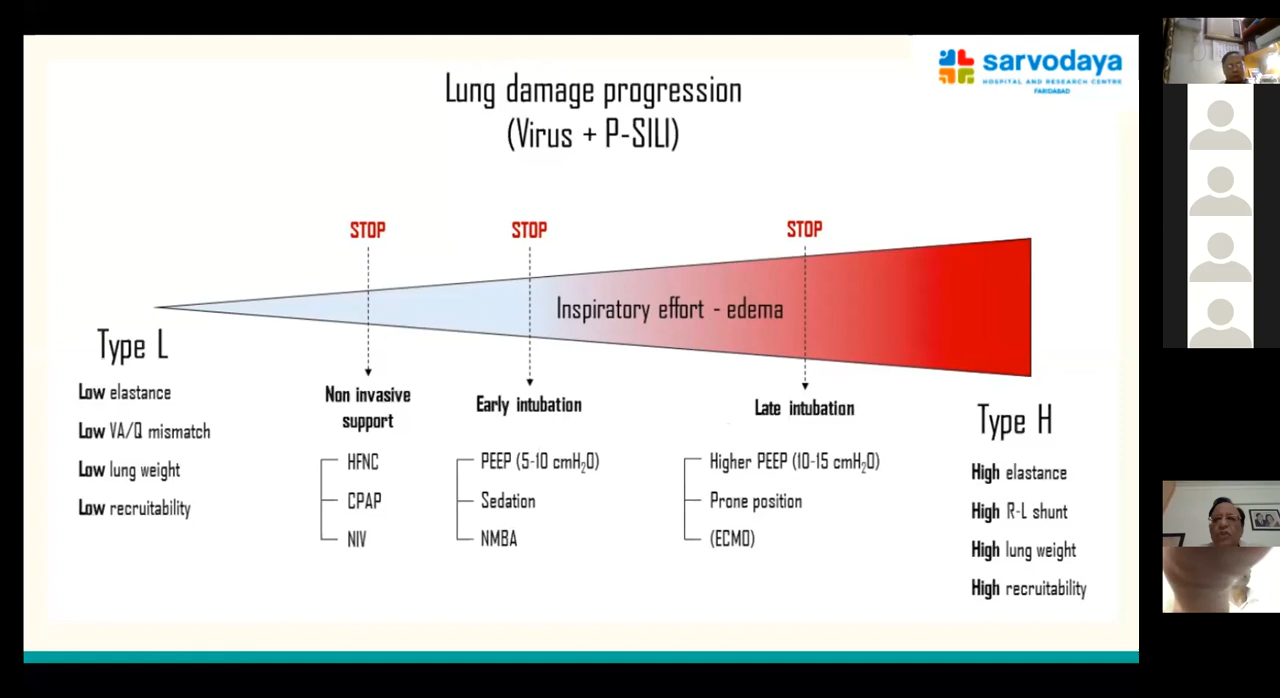 sarvodaya
HOSPITAL AND RESEARCH CENTRE
FARIDABAD
Lung damage progression
(Virus + P-SILI)
STOP
STOP
STOP
Inspiratory effort - edema
Type L
Low elastance
Low VA/Q mismatch
Low lung weight
Low recruitability
Non invasive
support
HFNC
CPAP
NIV
Early intubation
PEEP (5-10 cmH₂O)
Sedation
NMBA
Late intubation
Higher PEEP (10-15 cmH₂O)
Prone position
(ECMO)
Type H
High elastance
High R-L shunt
High lung weight
High recruitability